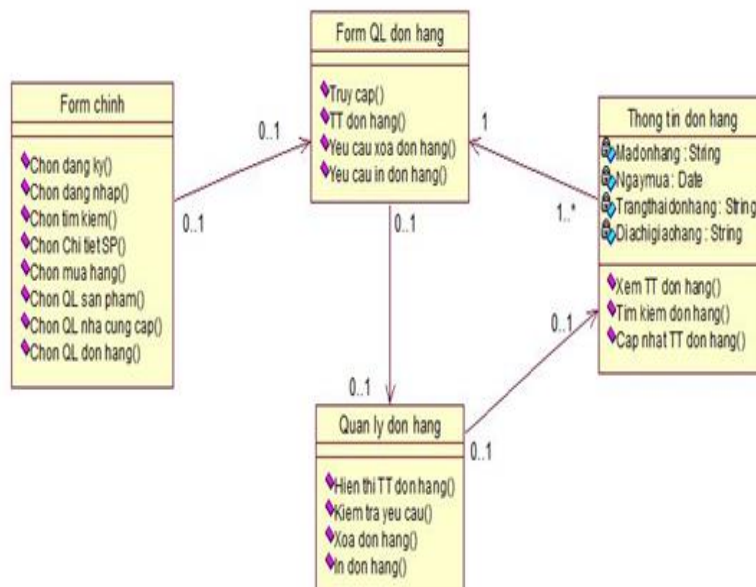 Form chinh
Chon dang ky()
Chon dang nhap()
Chon tim kiem()
Chon Chi tiet SP()
Chon mua hang()
Chon QL san pham()
Chon QL nha cung cap()
Chon QL don hang()
0..1
0..1
Form QL don hang
Truy cap()
TT don hang()
Yeu cau xoa don hang()
Yeu cau in don hang()
0..1
0..1
1
1..*
Thong tin don hang
Madonhang : String
Ngaymua : Date
Trangthaidonhang : String
Diachigiaohang : String
Xem TT don hang()
Tim kiem don hang()
Cap nhat TT don hang()
0..1
0..1
Quan ly don hang
Hien thi TT don hang()
Kiem tra yeu cau()
Xoa don hang()
In don hang()